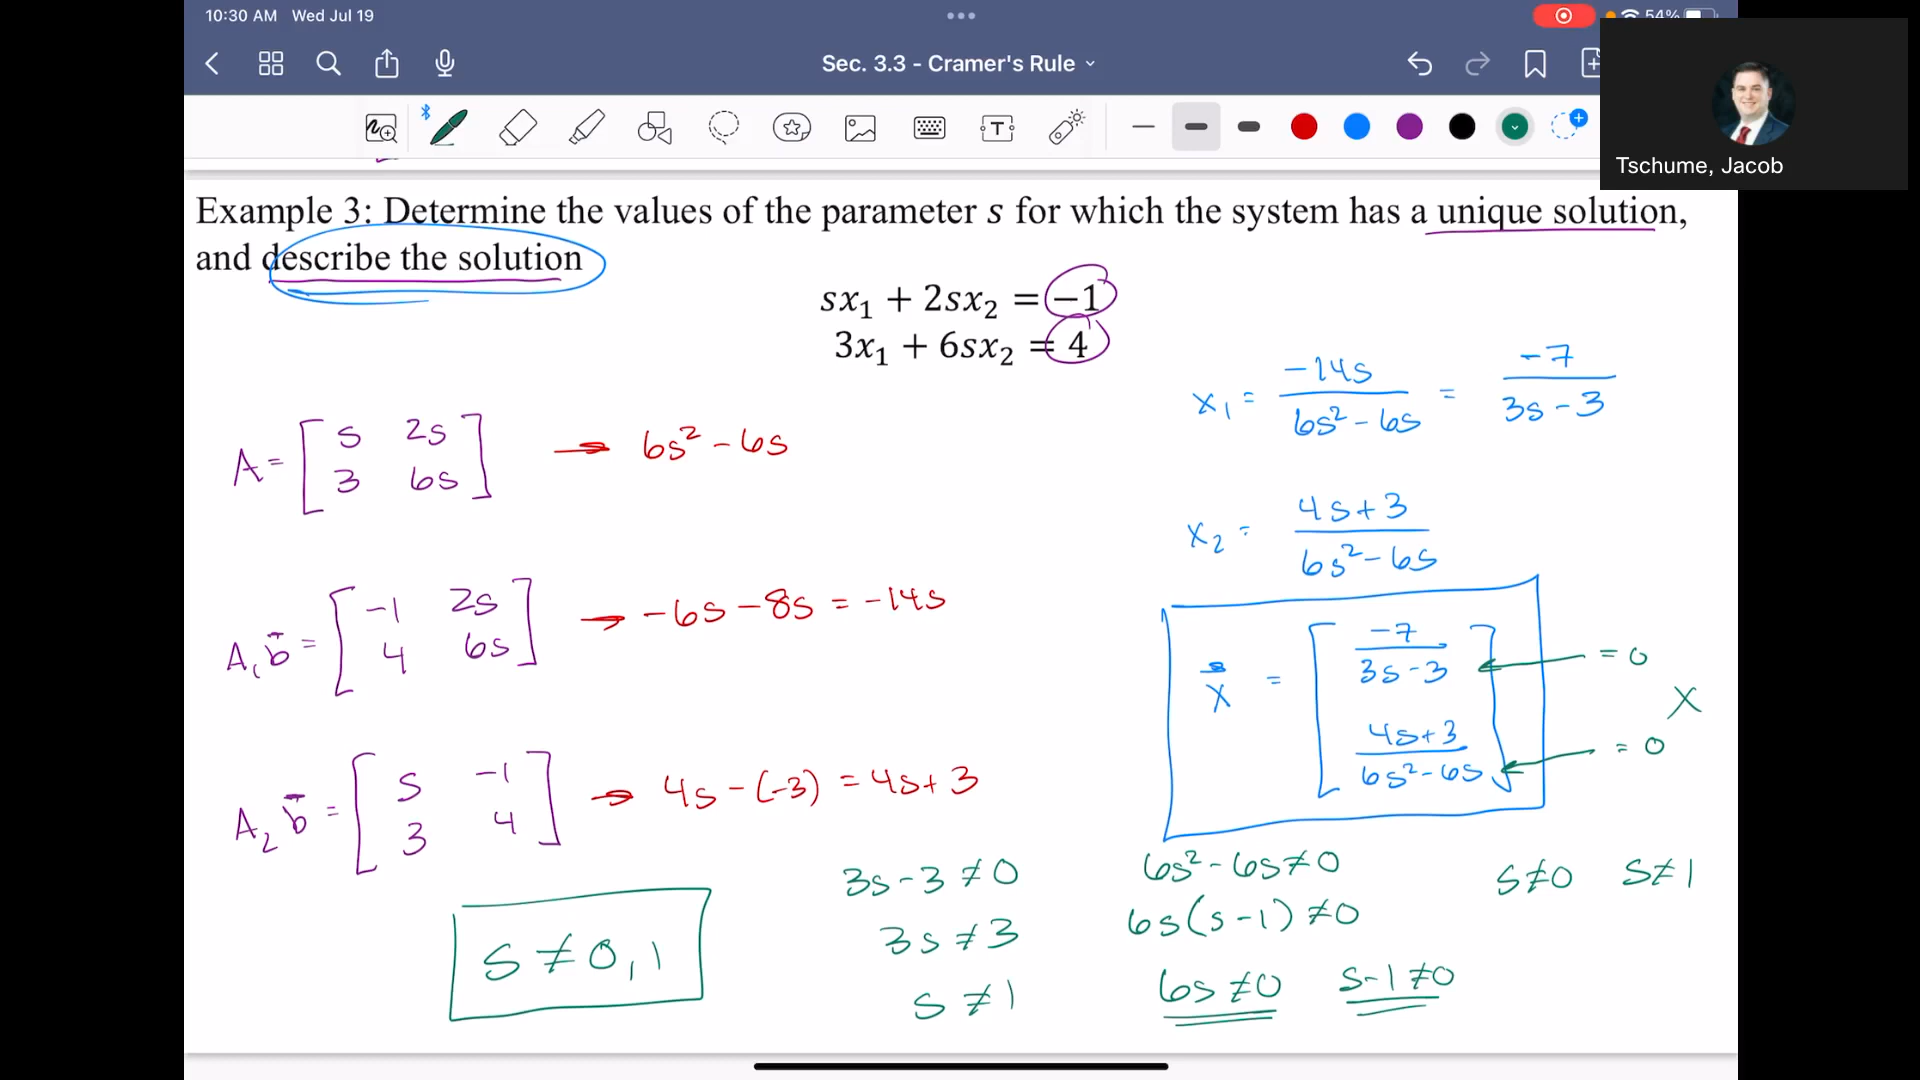 10:30 AM Wed Jul 19
54%
Sec. 3.3 - Cramer's Rule
Tschume, Jacob
Example 3: Determine the values of the parameter s for which the system has a unique solution,
and describe the solution
sx₁ + 2sx₂ = −1
3x₁ + 6sx₂ = 4
A = [ s 2s
3 6s ] → 6s² - 6s
A₁b⃗ = [ -1 2s
4 6s ] → -6s - 8s = -14s
A₂b⃗ = [ s -1
3 4 ] → 4s - (-3) = 4s+3
s ≠ 0, 1
x₁ = -14s / 6s² - 6s = -7 / 3s - 3
x₂ = 4s+3 / 6s² - 6s
x⃗ = [ -7 / 3s - 3
4s+3 / 6s² - 6s ]
= 0
= 0
X
3s - 3 ≠ 0
3s ≠ 3
s ≠ 1
6s² - 6s ≠ 0
6s(s - 1) ≠ 0
6s ≠ 0 s - 1 ≠ 0
s ≠ 0 s ≠ 1